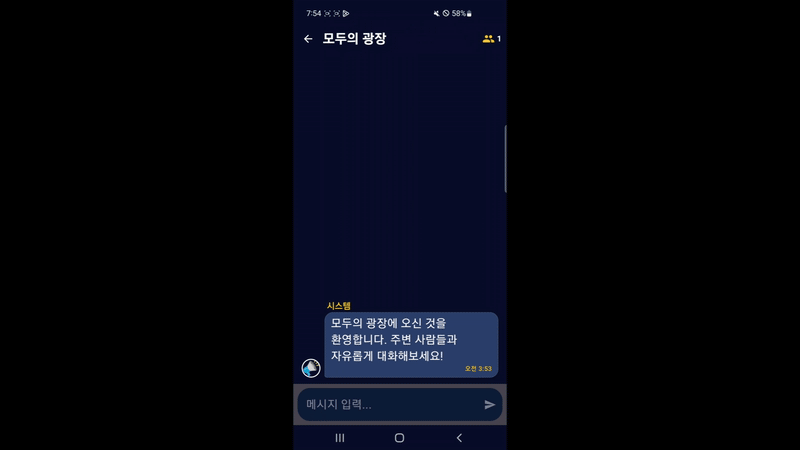 7:54 58%
모두의 광장 1
시스템
모두의 광장에 오신 것을
환영합니다. 주변 사람들과
자유롭게 대화해보세요!
오전 3:53
메시지 입력...